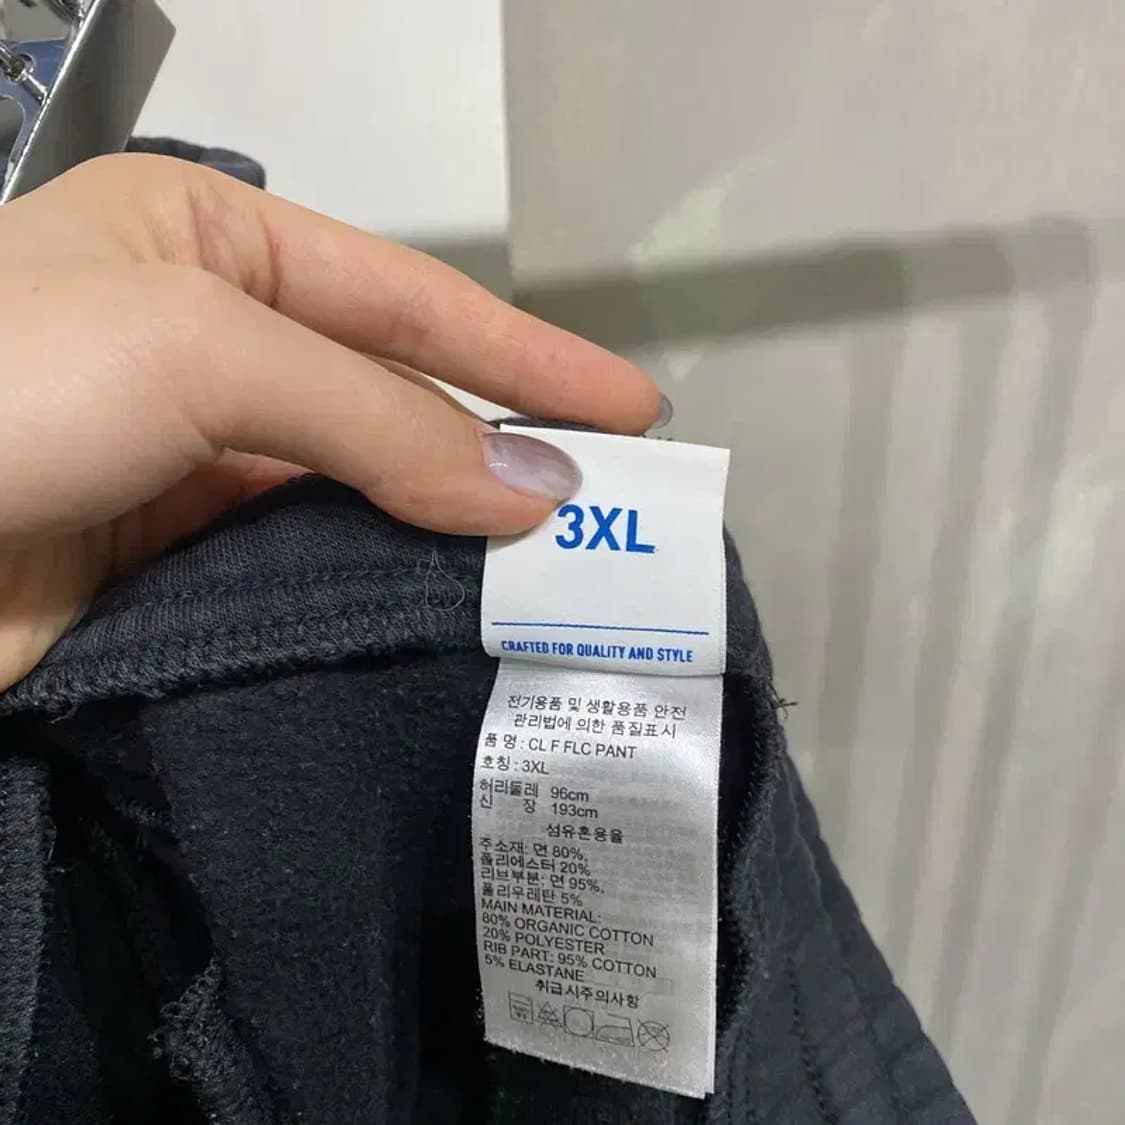 3XL
CRAFTED FOR QUALITY AND STYLE
전기용품 및 생활용품 안전
관리법에 의한 품질표시
품 명 : CL F FLC PANT
호칭 : 3XL
허리둘레 96cm
신 장 193cm
섬유혼용율
주소재: 면 80%,
폴리에스터 20%
리브부분: 면 95%,
폴리우레탄 5%
MAIN MATERIAL:
80% ORGANIC COTTON
20% POLYESTER
RIB PART: 95% COTTON
5% ELASTANE
취급시주의사항